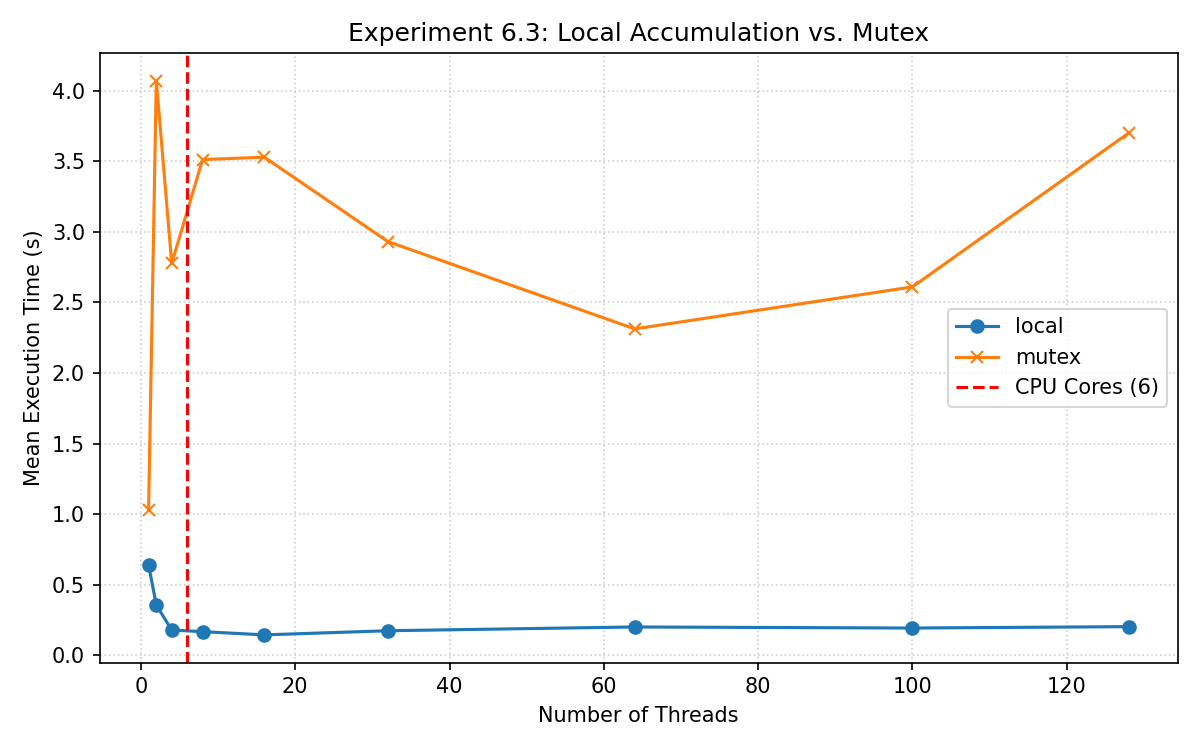 Experiment 6.3: Local Accumulation vs. Mutex
Mean Execution Time (s)
4.0
3.5
3.0
2.5
2.0
1.5
1.0
0.5
0.0
local
mutex
CPU Cores (6)
0 20 40 60 80 100 120
Number of Threads